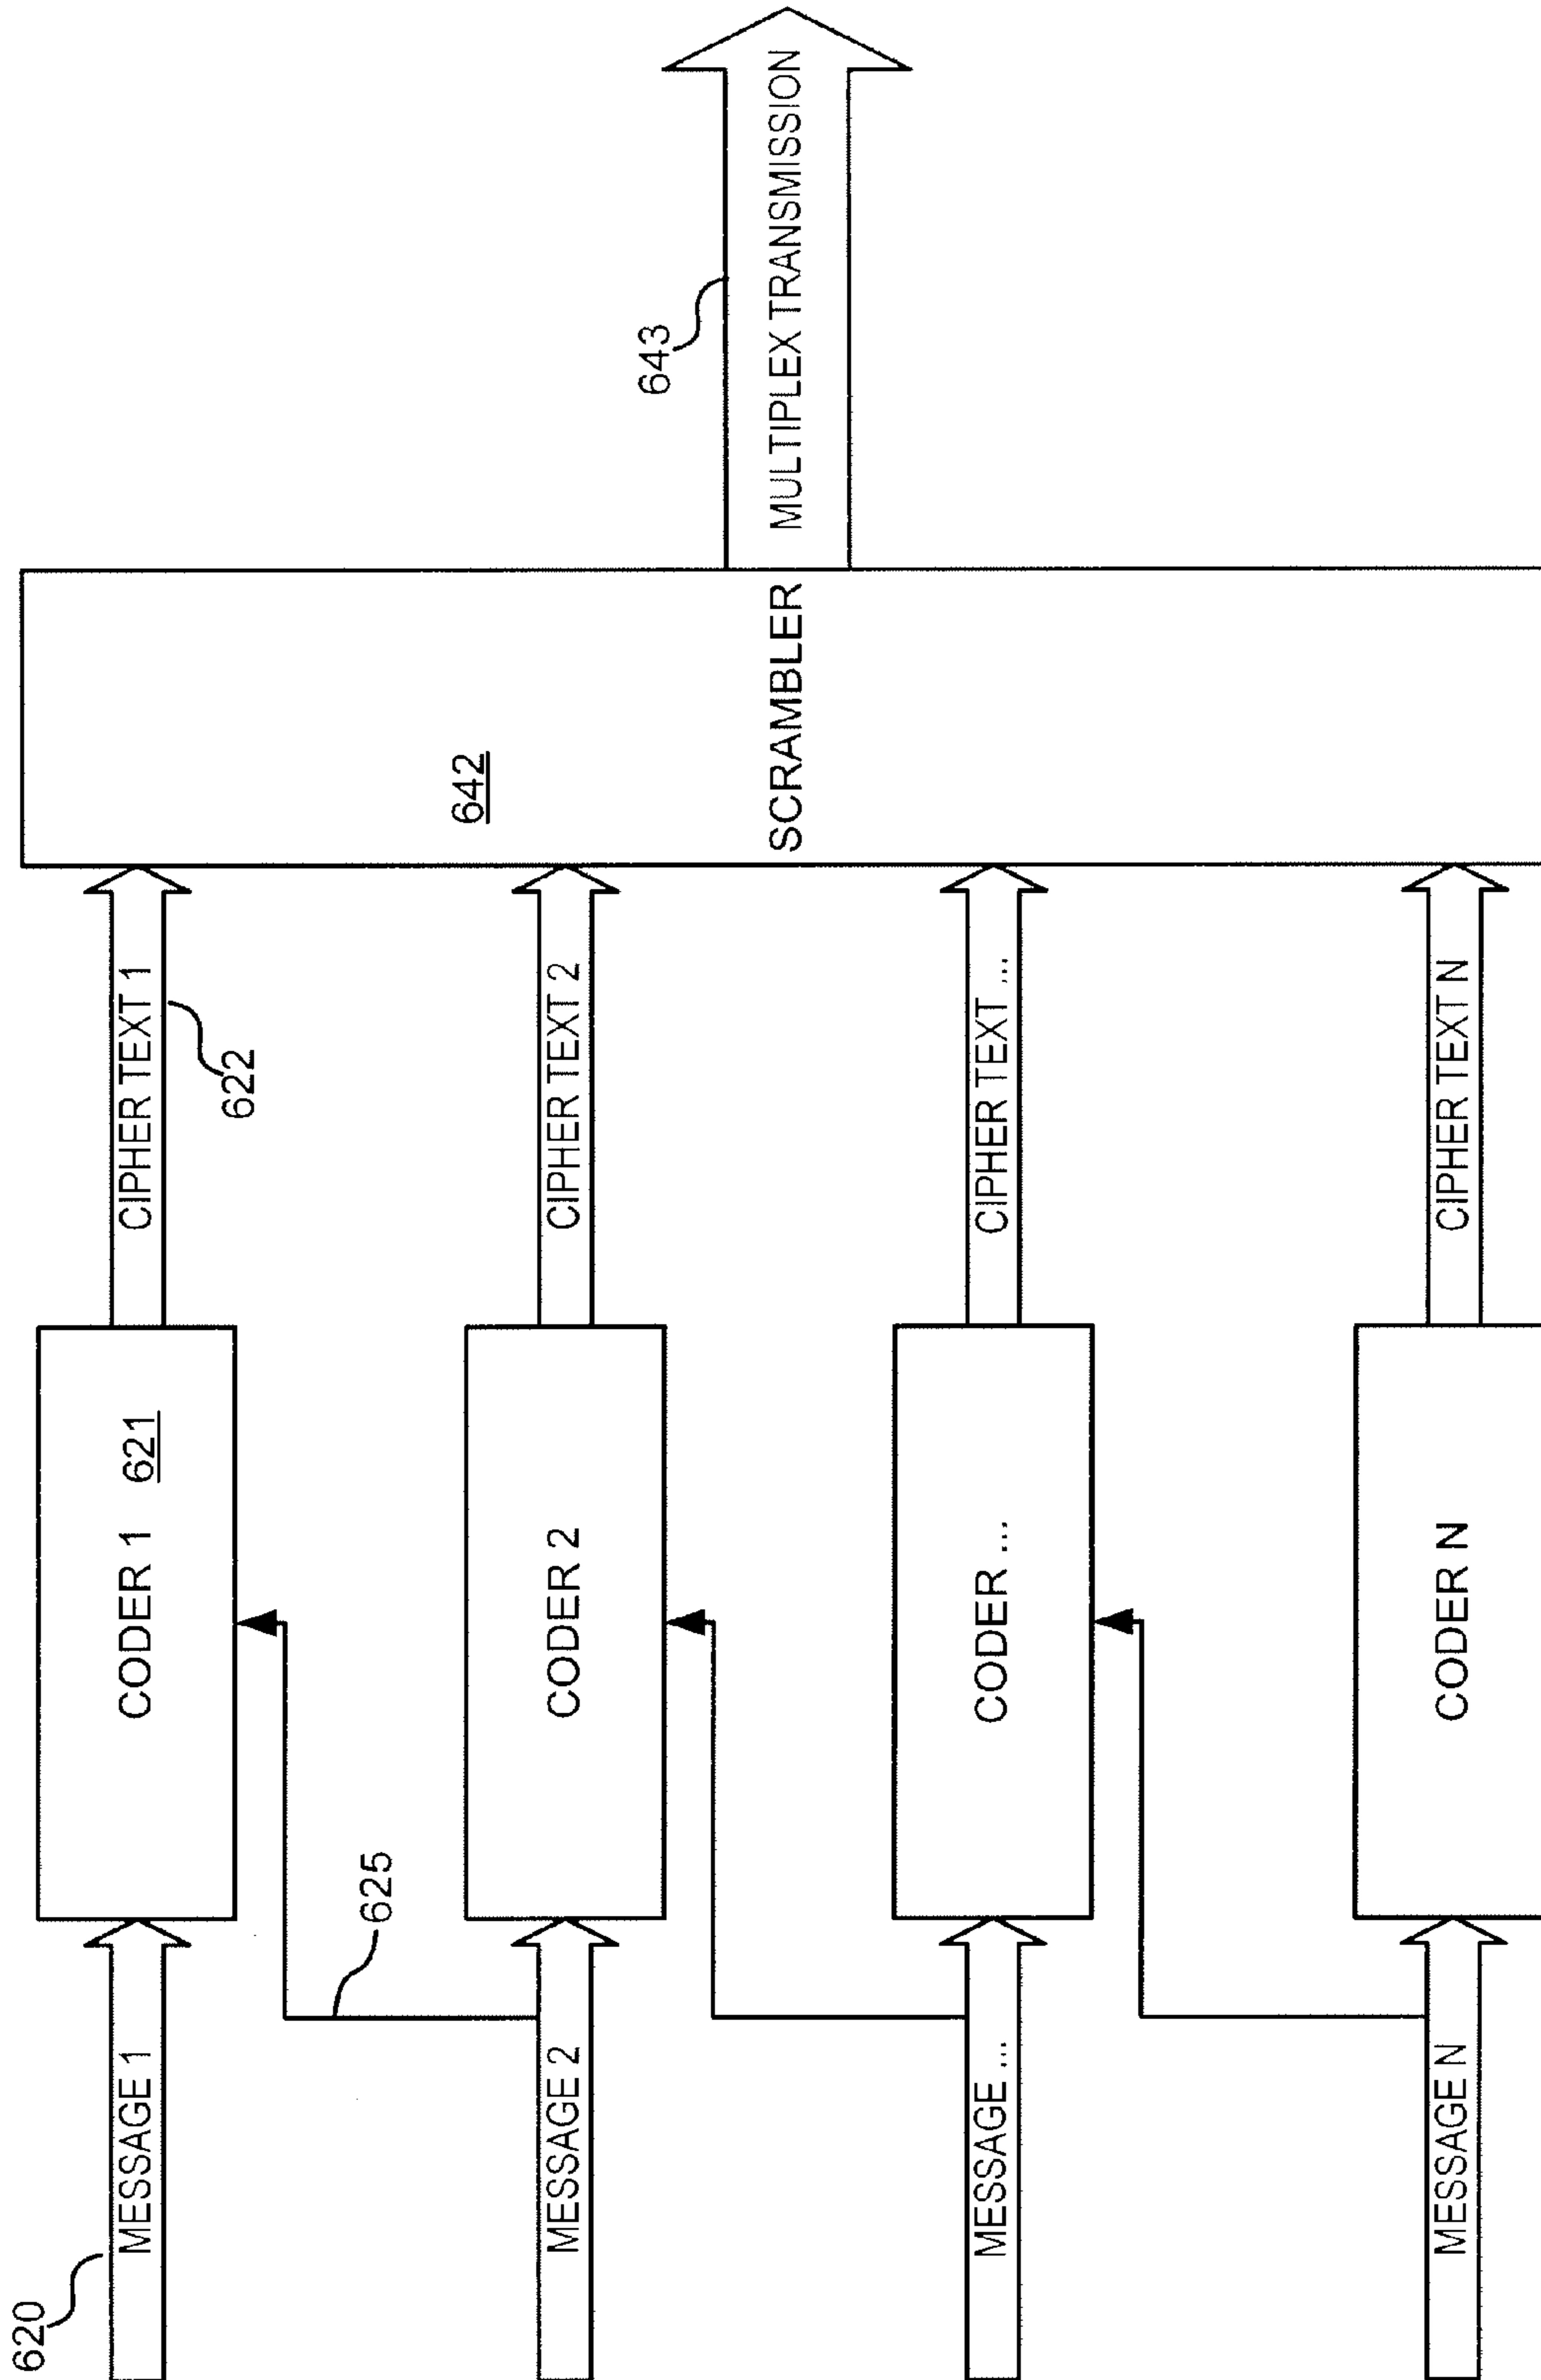 620
MESSAGE 1
CODER 1
621
CIPHER TEXT 1
622
625
MESSAGE 2
CODER 2
CIPHER TEXT 2
642
SCRAMBLER
643
MULTIPLEX TRANSMISSION
MESSAGE ...
CODER ...
CIPHER TEXT ...
MESSAGE N
CODER N
CIPHER TEXT N